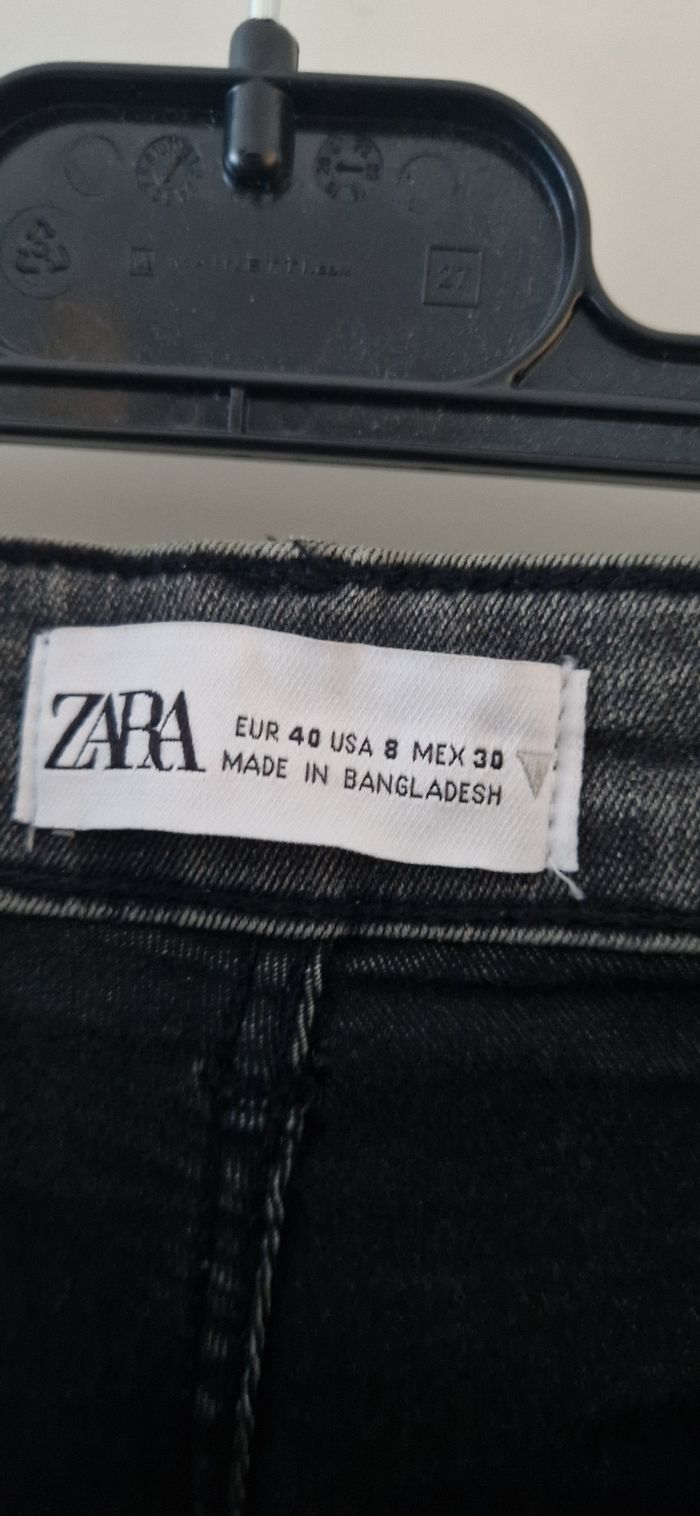 27
ZARA
EUR 40 USA 8 MEX 30
MADE IN BANGLADESH